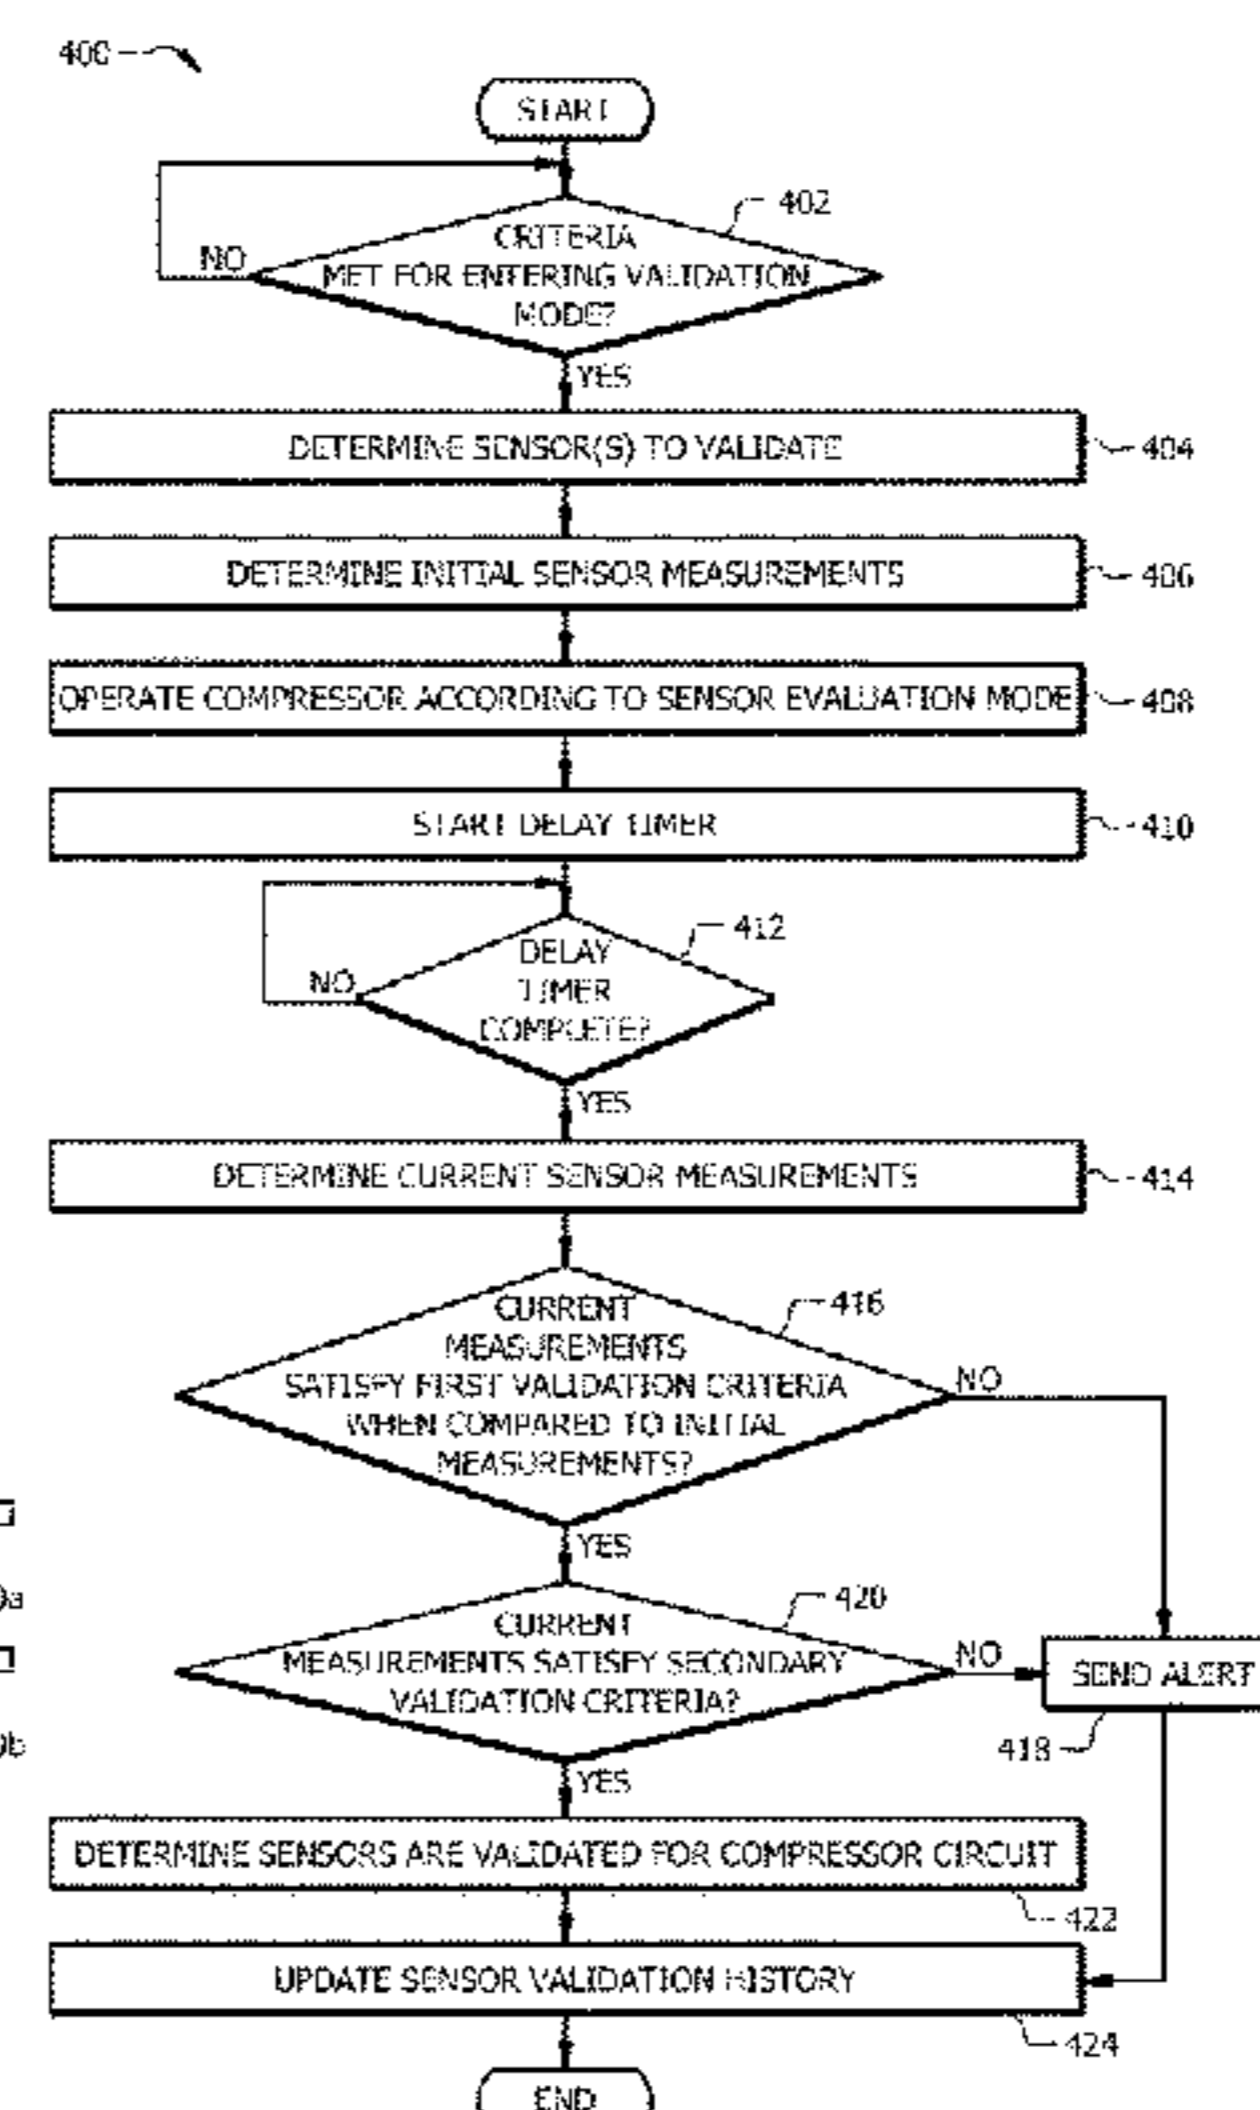 400
START
402
CRITERIA
MET FOR ENTERING VALIDATION
MODE?
NO
YES
DETERMINE SENSOR(S) TO VALIDATE
404
DETERMINE INITIAL SENSOR MEASUREMENTS
406
OPERATE COMPRESSOR ACCORDING TO SENSOR EVALUATION MODE
408
START DELAY TIMER
410
412
DELAY
TIMER
COMPLETE?
NO
YES
DETERMINE CURRENT SENSOR MEASUREMENTS
414
416
CURRENT
MEASUREMENTS
SATISFY FIRST VALIDATION CRITERIA
WHEN COMPARED TO INITIAL
MEASUREMENTS?
NO
YES
420
CURRENT
MEASUREMENTS SATISFY SECONDARY
VALIDATION CRITERIA?
NO
SEND ALERT
418
YES
DETERMINE SENSORS ARE VALIDATED FOR COMPRESSOR CIRCUIT
422
UPDATE SENSOR VALIDATION HISTORY
424
END